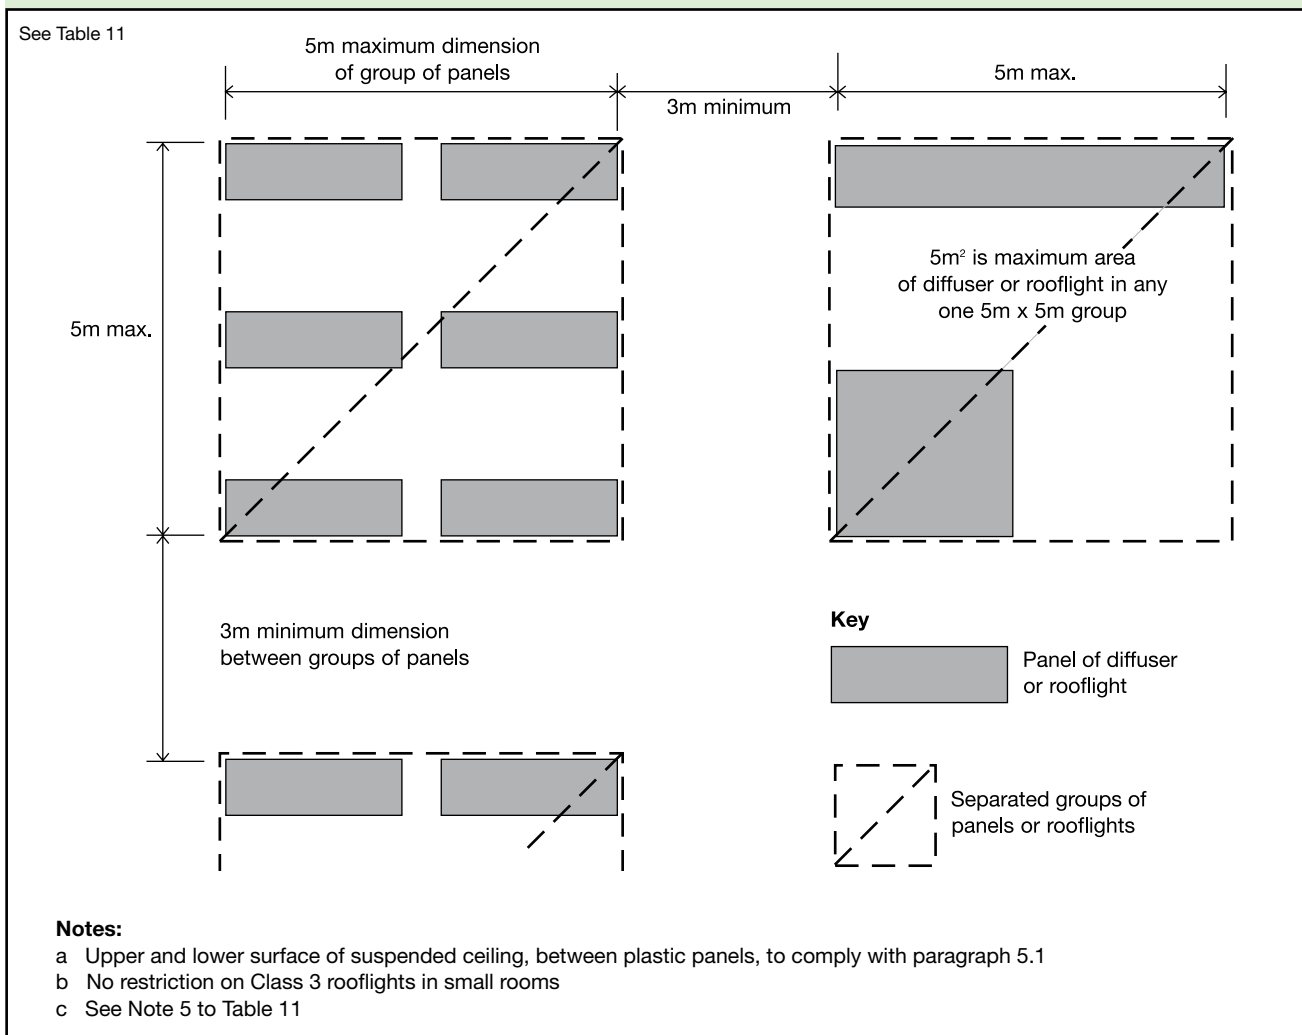 See Table 11
5m maximum dimension
of group of panels
5m max.
3m minimum
5m² is maximum area
of diffuser or rooflight in any
one 5m x 5m group
5m max.
3m minimum dimension
between groups of panels
Key
Panel of diffuser
or rooflight
Separated groups of
panels or rooflights
Notes:
a Upper and lower surface of suspended ceiling, between plastic panels, to comply with paragraph 5.1
b No restriction on Class 3 rooflights in small rooms
c See Note 5 to Table 11